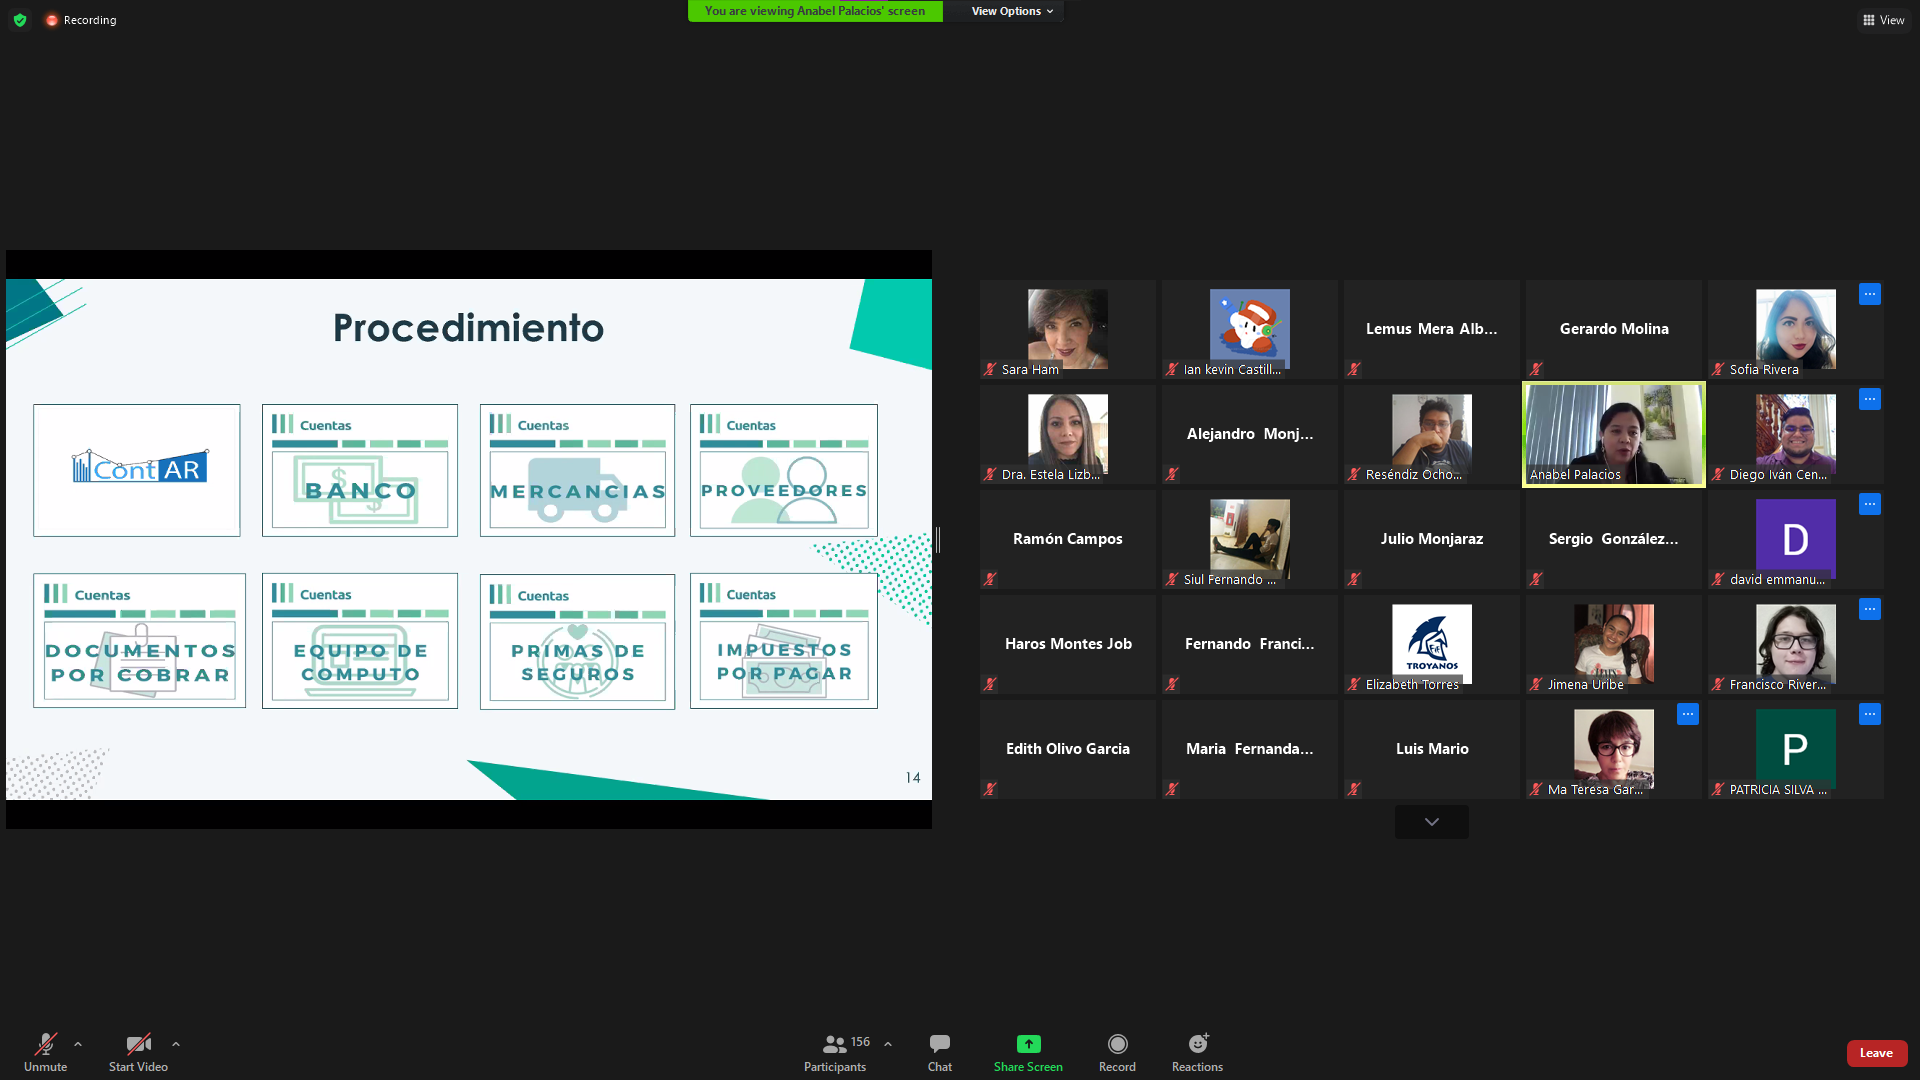 Recording
You are viewing Anabel Palacios' screen
View Options
View
Procedimiento
ContAR
Cuentas
BANCO
Cuentas
MERCANCIAS
Cuentas
PROVEEDORES
Cuentas
DOCUMENTOS
POR COBRAR
Cuentas
EQUIPO DE
COMPUTO
Cuentas
PRIMAS DE
SEGUROS
Cuentas
IMPUESTOS
POR PAGAR
14
Sara Ham
Ian kevin Castill...
Lemus Mera Alb...
Gerardo Molina
Sofia Rivera
Dra. Estela Lizb...
Alejandro Monj...
Reséndiz Ocho...
Anabel Palacios
Diego Iván Cen...
Ramón Campos
Siul Fernando ...
Julio Monjaraz
Sergio González...
D
david emmanu...
Haros Montes Job
Fernando Franci...
TROYANOS
Elizabeth Torres
Jimena Uribe
Francisco River...
Edith Olivo Garcia
Maria Fernanda...
Luis Mario
Ma Teresa Gar...
P
PATRICIA SILVA ...
Unmute
Start Video
156
Participants
Chat
Share Screen
Record
Reactions
Leave